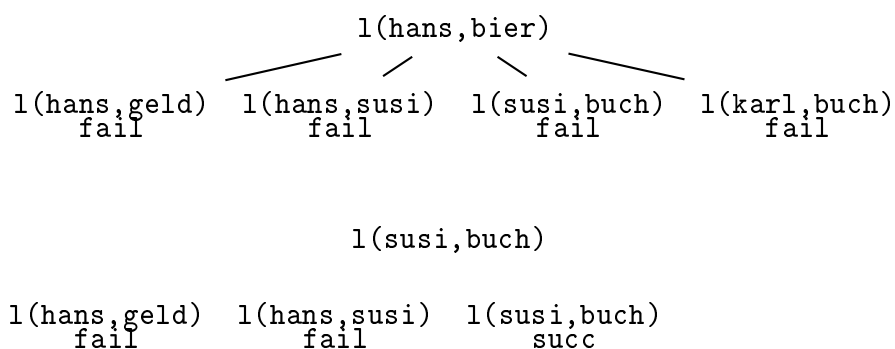 l(hans,bier)
l(hans,geld) l(hans,susi) l(susi,buch) l(karl,buch)
fail fail fail fail
l(susi,buch)
l(hans,geld) l(hans,susi) l(susi,buch)
fail fail succ